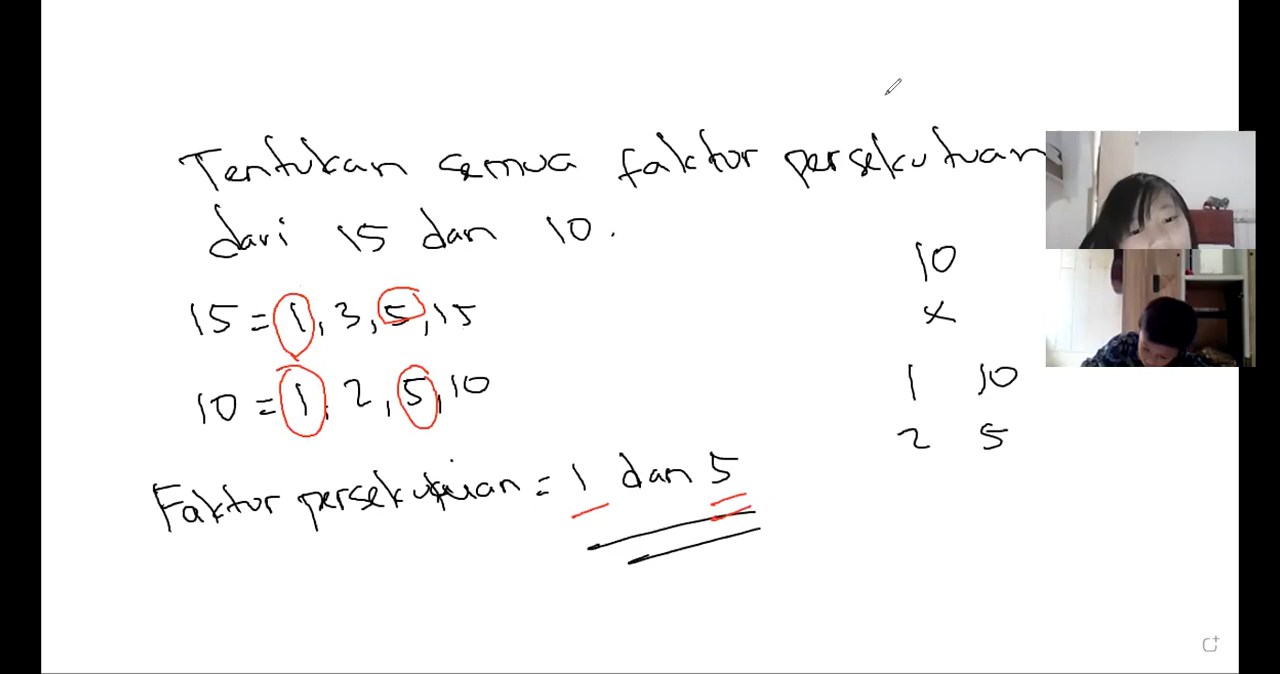 Tentukan semua faktor persekutuan
dari 15 dan 10.
15 = 1, 3, 5, 15
10 = 1, 2, 5, 10
Faktor persekutuan = 1 dan 5
10
x
1 10
2 5